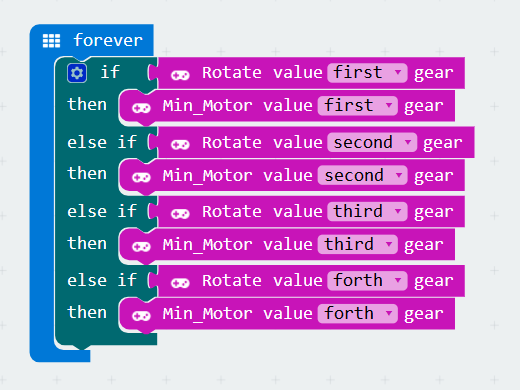 forever
if Rotate value first gear
then Min_Motor value first gear
else if Rotate value second gear
then Min_Motor value second gear
else if Rotate value third gear
then Min_Motor value third gear
else if Rotate value forth gear
then Min_Motor value forth gear